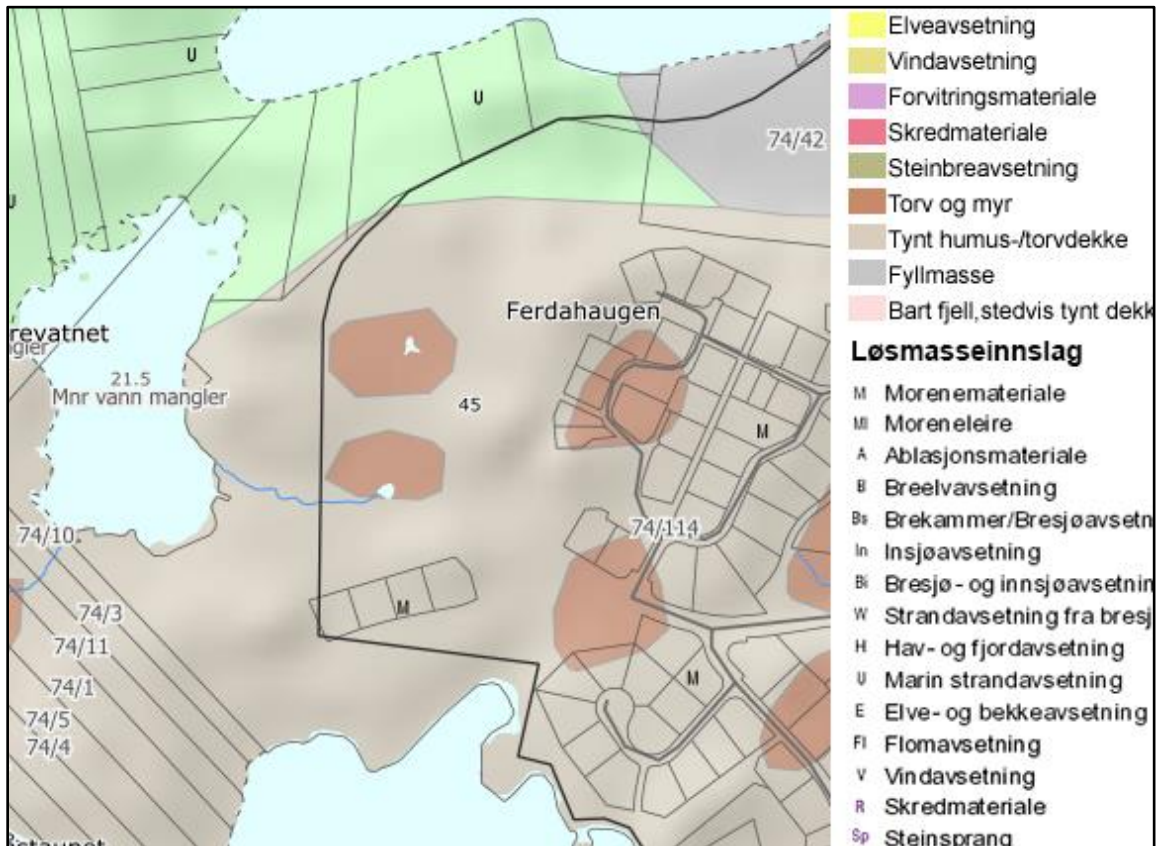 U
U
74/42
U
Ferdahaugen
revatnet
gler
21.5
Mnr vann mangler
45
M
74/10
74/114
74/3
M
74/11
74/1
M
74/5
74/4
staunet
Elveavsetning
Vindavsetning
Forvitringsmateriale
Skredmateriale
Steinbreavsetning
Torv og myr
Tynt humus-/torvdekke
Fyllmasse
Bart fjell,stedvis tynt dekk
Løsmasseinnslag
M Morenemateriale
Ml Moreneleire
A Ablasjonsmateriale
B Breelvavsetning
Bs Brekammer/Bresjøavsetn
In Insjøavsetning
Bi Bresjø- og innsjøavsetnin
W Strandavsetning fra bresj
H Hav- og fjordavsetning
U Marin strandavsetning
E Elve- og bekkeavsetning
Fl Flomavsetning
V Vindavsetning
R Skredmateriale
Sp Steinsprang